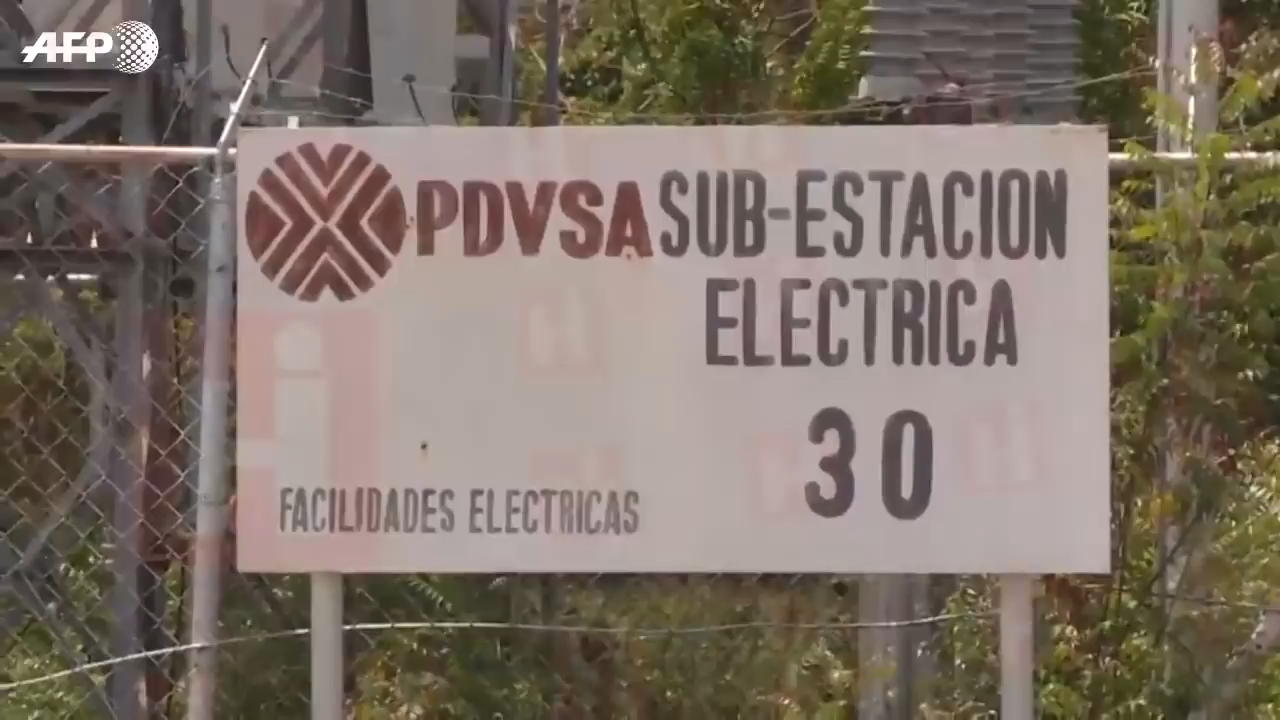 AFP
PDVSA SUB-ESTACION
ELECTRICA
30
FACILIDADES ELECTRICAS